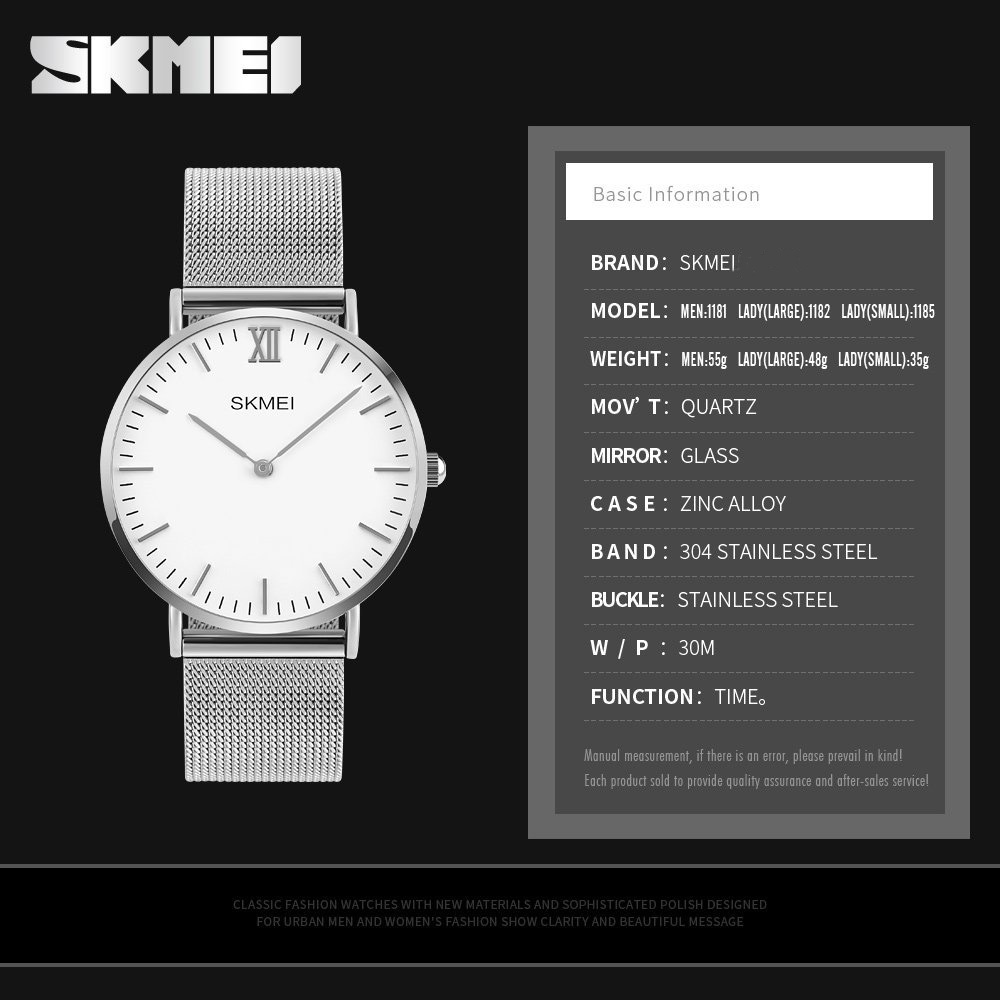 SKMEI
XII
SKMEI
Basic Information
BRAND: SKMEI
MODEL: MEN:1181 LADY(LARGE):1182 LADY(SMALL):1185
WEIGHT: MEN:55g LADY(LARGE):48g LADY(SMALL):35g
MOV'T: QUARTZ
MIRROR: GLASS
CASE: ZINC ALLOY
BAND: 304 STAINLESS STEEL
BUCKLE: STAINLESS STEEL
W / P : 30M
FUNCTION: TIME。
Manual measurement, if there is an error, please prevail in kind!
Each product sold to provide quality assurance and after-sales service!
CLASSIC FASHION WATCHES WITH NEW MATERIALS AND SOPHISTICATED POLISH DESIGNED
FOR URBAN MEN AND WOMEN'S FASHION SHOW CLARITY AND BEAUTIFUL MESSAGE